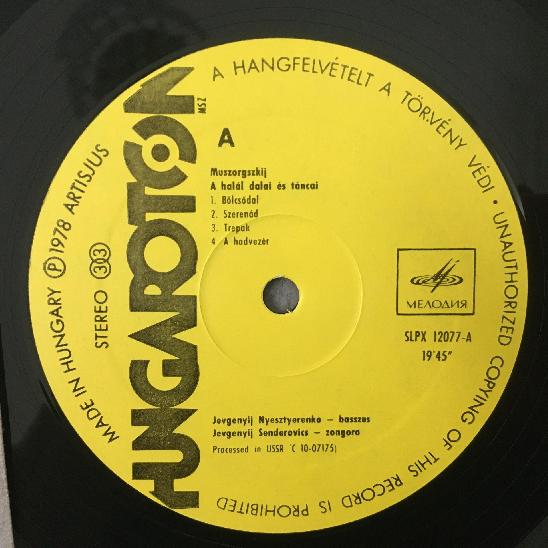 HUNGAROTON
MSZ
MADE IN HUNGARY Ⓟ 1978 ARTISJUS
A HANGFELVÉTELT A TÖRVÉNY VÉDI • UNAUTHORIZED COPYING OF THIS RECORD IS PROHIBITED
STEREO 33
A
Muszorgszkij
A halál dalai és táncai
1. Bölcsődal
2. Szerenád
3. Trepak
4 A hadvezér
МЕЛОДИЯ
SLPX 12077-A
19'45"
Jevgenyij Nyesztyerenko – basszus
Jevgenyij Senderovics – zongora
Processed in USSR (C 10-07175)